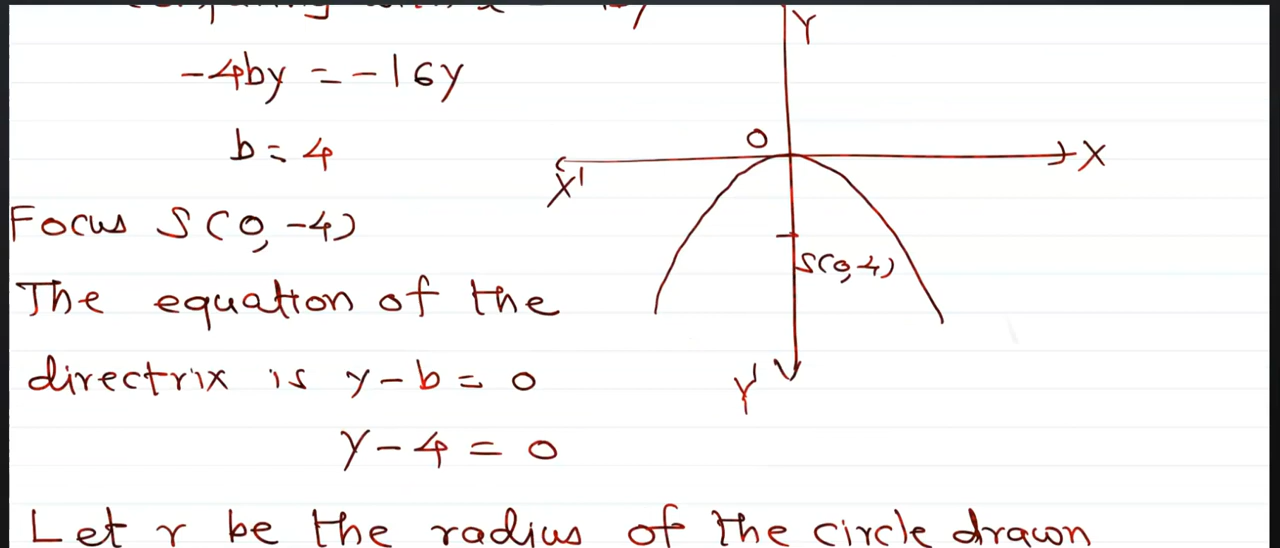 -4by = -16y
b = 4
Focus S(0, -4)
The equation of the
directrix is y - b = 0
y - 4 = 0
Let r be the radius of the circle drawn
Y
O
X' X
S(0,-4)
Y'